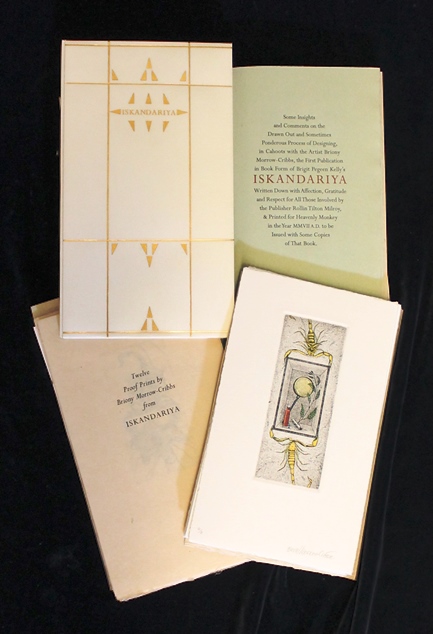 ISKANDARIYA
Some Insights
and Comments on the
Drawn Out and Sometimes
Ponderous Process of Designing,
in Cahoots with the Artist Briony
Morrow-Cribbs, the First Publication
in Book Form of Brigit Pegeen Kelly's
ISKANDARIYA
Written Down with Affection, Gratitude
and Respect for All Those Involved by
the Publisher Rollin Tilton Milroy,
& Printed for Heavenly Monkey
in the Year MMVII A.D. to be
Issued with Some Copies
of That Book.
Twelve
Proof Prints by
Briony Morrow-Cribbs
from
ISKANDARIYA